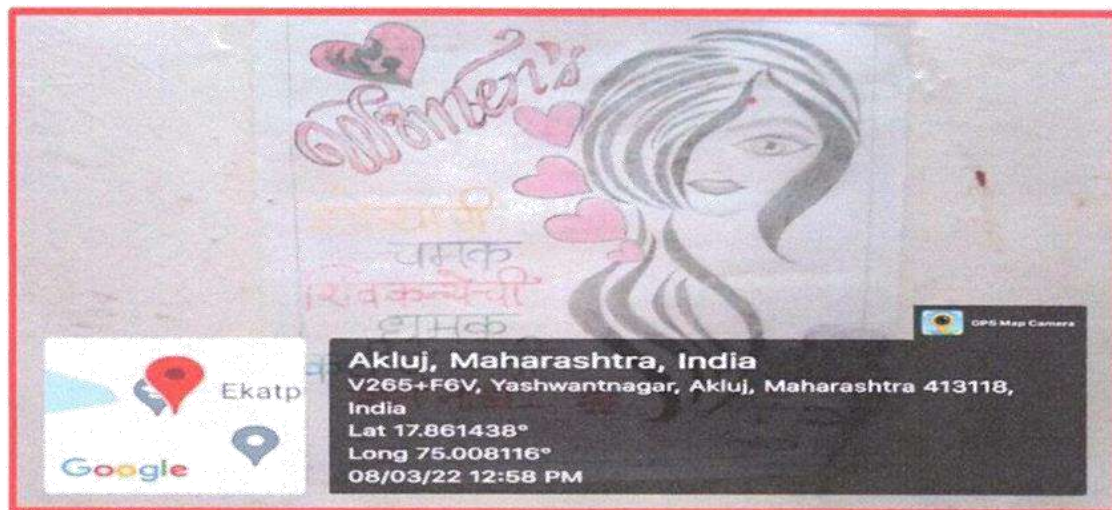 Women's
चमक
शिवकन्येची
धमक
GPS Map Camera
Akluj, Maharashtra, India
V265+F6V, Yashwantnagar, Akluj, Maharashtra 413118,
India
Lat 17.861438°
Long 75.008116°
08/03/22 12:58 PM
Ekatp
Google